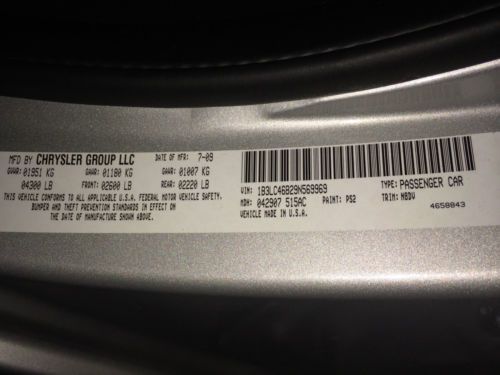 MFD BY CHRYSLER GROUP LLC DATE OF MFR: 7-09
GVWR: 01951 KG GAWR: 01180 KG GAWR: 01007 KG
04300 LB FRONT: 02600 LB REAR: 02220 LB
THIS VEHICLE CONFORMS TO ALL APPLICABLE U.S.A. FEDERAL MOTOR VEHICLE SAFETY,
BUMPER AND THEFT PREVENTION STANDARDS IN EFFECT ON
THE DATE OF MANUFACTURE SHOWN ABOVE.
VIN: 1B3LC46B29N569969 TYPE: PASSENGER CAR
MDH: 042907 515AC PAINT: PS2 TRIM: NBDV
VEHICLE MADE IN U.S.A. 4658843